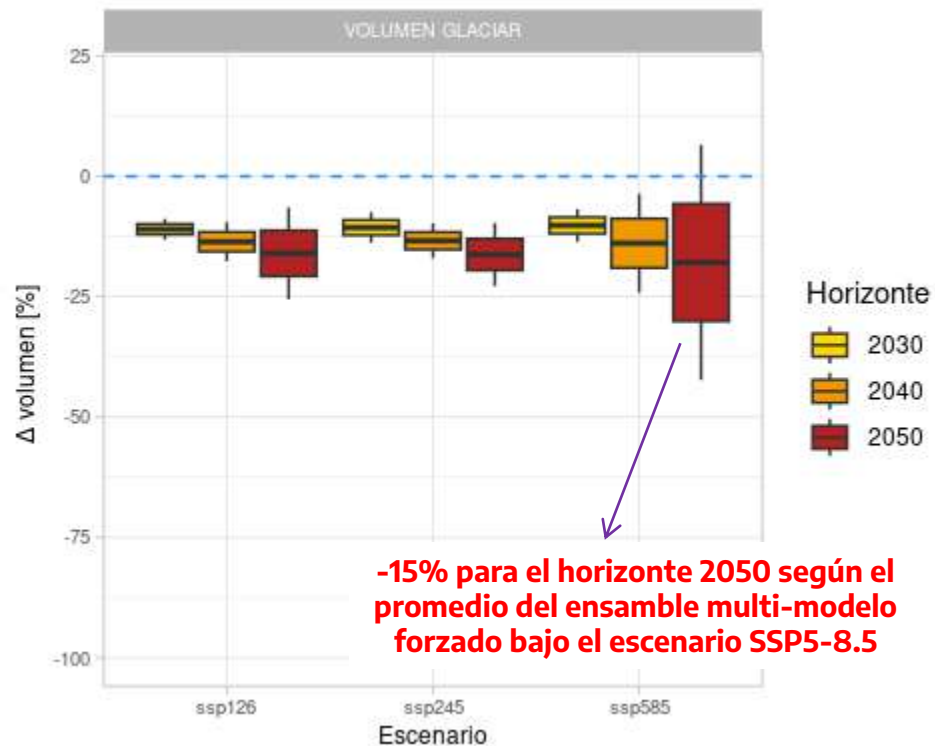 VOLUMEN GLACIAR
25
0
-25
-50
-75
-100
Δ volumen [%]
ssp126
ssp245
ssp585
Escenario
Horizonte
2030
2040
2050
-15% para el horizonte 2050 según el
promedio del ensamble multi-modelo
forzado bajo el escenario SSP5-8.5